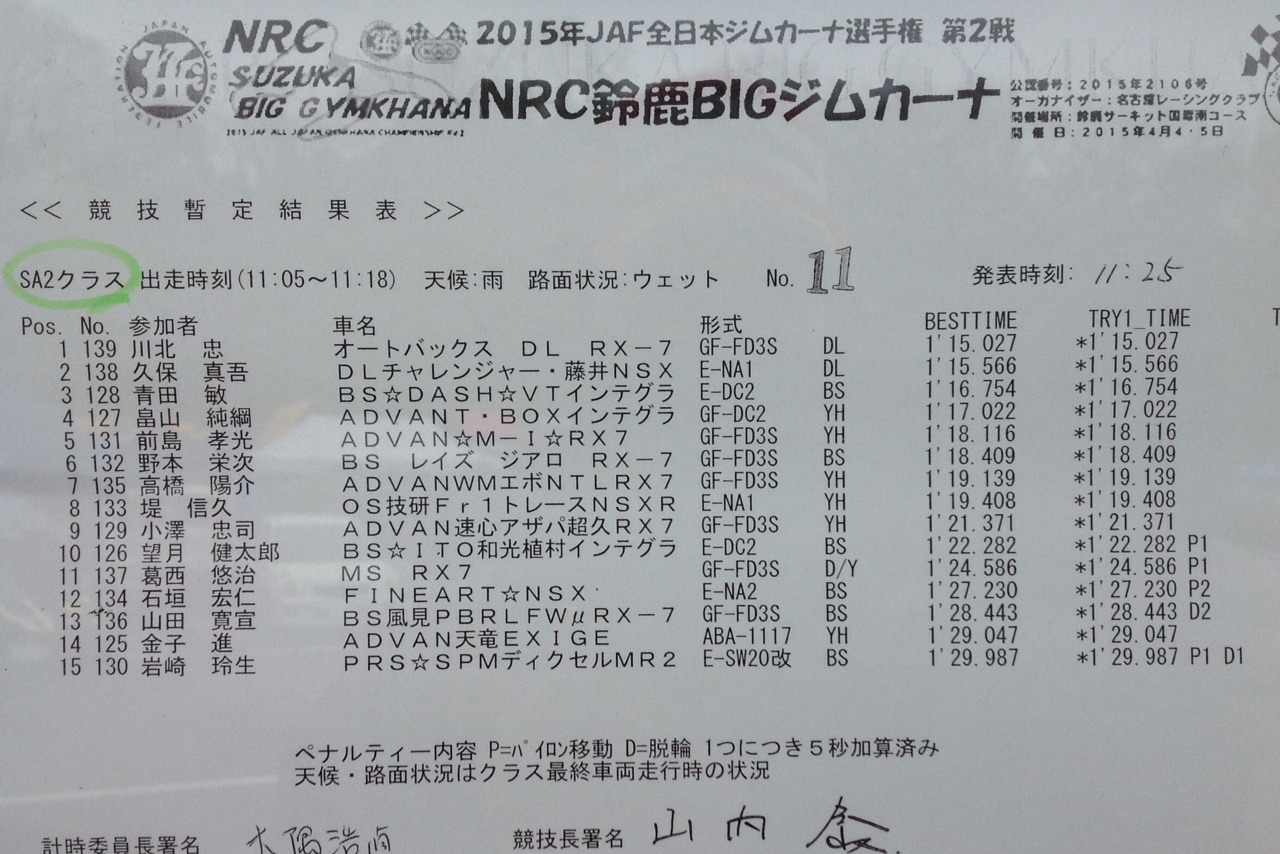 JAPAN AUTOMOBILE FEDERATION
JAF
NRC
SUZUKA
BIG GYMKHANA
2015 JAF ALL JAPAN GYMKHANA CHAMPIONSHIP Rd.2
2015年JAF全日本ジムカーナ選手権 第2戦
NRC鈴鹿BIGジムカーナ
公認番号：2015年2106号
オーガナイザー：名古屋レーシングクラブ
開催場所：鈴鹿サーキット国際南コース
開催日：2015年4月4・5日
<< 競技暫定結果表 >>
SA2クラス 出走時刻(11:05～11:18) 天候:雨 路面状況:ウェット No. 11 発表時刻: 11:25
Pos. No. 参加者 車名 形式 BESTTIME TRY1_TIME T
1 139 川北 忠 オートバックス DL RX-7 GF-FD3S DL 1'15.027 *1'15.027
2 138 久保 真吾 DLチャレンジャー・藤井NSX E-NA1 DL 1'15.566 *1'15.566
3 128 青田 敏 BS☆DASH☆VTインテグラ E-DC2 BS 1'16.754 *1'16.754
4 127 畠山 純綱 ADVANT・BOXインテグラ GF-DC2 YH 1'17.022 *1'17.022
5 131 前島 孝光 ADVAN☆M-I☆RX7 GF-FD3S YH 1'18.116 *1'18.116
6 132 野本 栄次 BS レイズ ジアロ RX-7 GF-FD3S BS 1'18.409 *1'18.409
7 135 高橋 陽介 ADVANWMエボNTLRX7 GF-FD3S YH 1'19.139 *1'19.139
8 133 堤 信久 OS技研Fr1トレースNSXR E-NA1 YH 1'19.408 *1'19.408
9 129 小澤 忠司 ADVAN速心アザパ超久RX7 GF-FD3S YH 1'21.371 *1'21.371
10 126 望月 健太郎 BS☆ITO和光植村インテグラ E-DC2 BS 1'22.282 *1'22.282 P1
11 137 葛西 悠治 MS RX7 GF-FD3S D/Y 1'24.586 *1'24.586 P1
12 134 石垣 宏仁 FINEART☆NSX E-NA2 BS 1'27.230 *1'27.230 P2
13 136 山田 寛宣 BS風見PBRLFWμRX-7 GF-FD3S BS 1'28.443 *1'28.443 D2
14 125 金子 進 ADVAN天竜EXIGE ABA-1117 YH 1'29.047 *1'29.047
15 130 岩崎 玲生 PRS☆SPMディクセルMR2 E-SW20改 BS 1'29.987 *1'29.987 P1 D1
ペナルティー内容 P=ﾊﾟｲﾛﾝ移動 D=脱輪 1つにつき5秒加算済み
天候・路面状況はクラス最終車両走行時の状況
計時委員長署名 大隅浩貞 競技長署名 山内